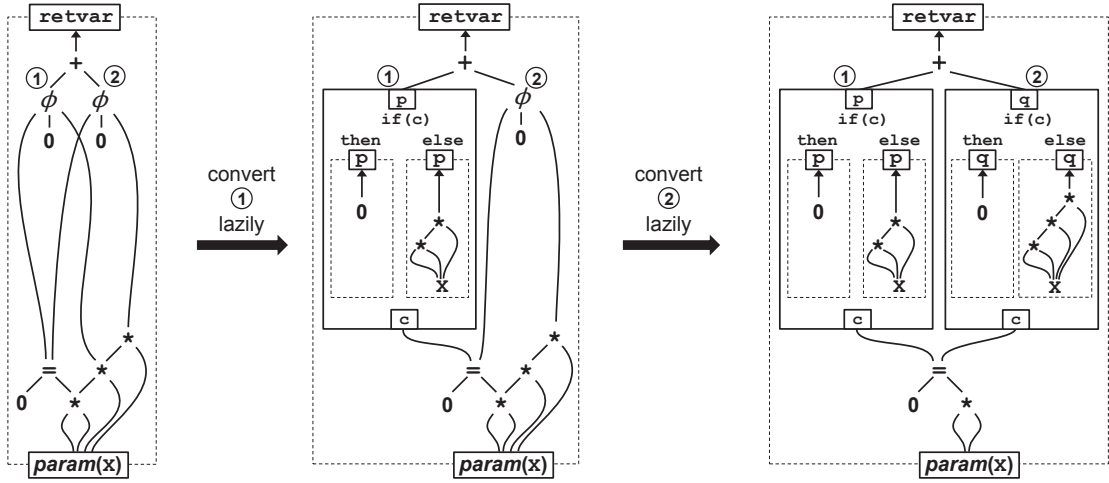 retvar
+
① ②
ϕ ϕ
0 0
*
= *
0 *
param(x)
convert
①
lazily
retvar
+
① ②
p ϕ
if(c) 0
then else
p p
0 *
*
x
c
*
= *
0 *
param(x)
convert
②
lazily
retvar
+
① ②
p q
if(c) if(c)
then else then else
p p q q
0 * 0 *
* *
x *
x
c c
=
0 *
param(x)